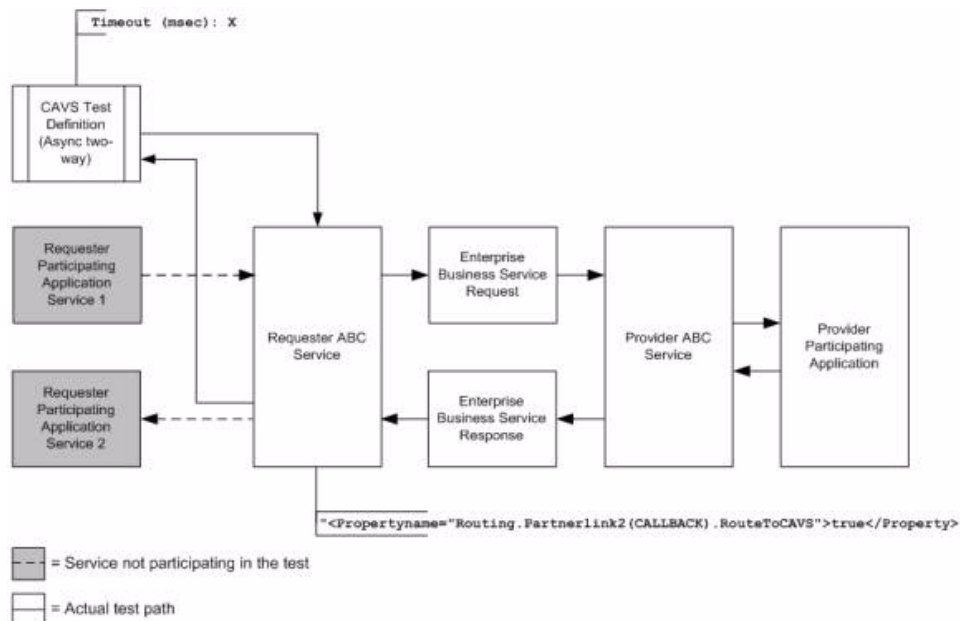 Timeout (msec): X
CAVS Test
Definition
(Async two-
way)
Requester
Participating
Application
Service 1
Requester ABC
Service
Enterprise
Business Service
Request
Provider ABC
Service
Provider
Participating
Application
Requester
Participating
Application
Service 2
Enterprise
Business Service
Response
"<Propertyname="Routing.Partnerlink2(CALLBACK).RouteToCAVS">true</Property>
= Service not participating in the test
= Actual test path